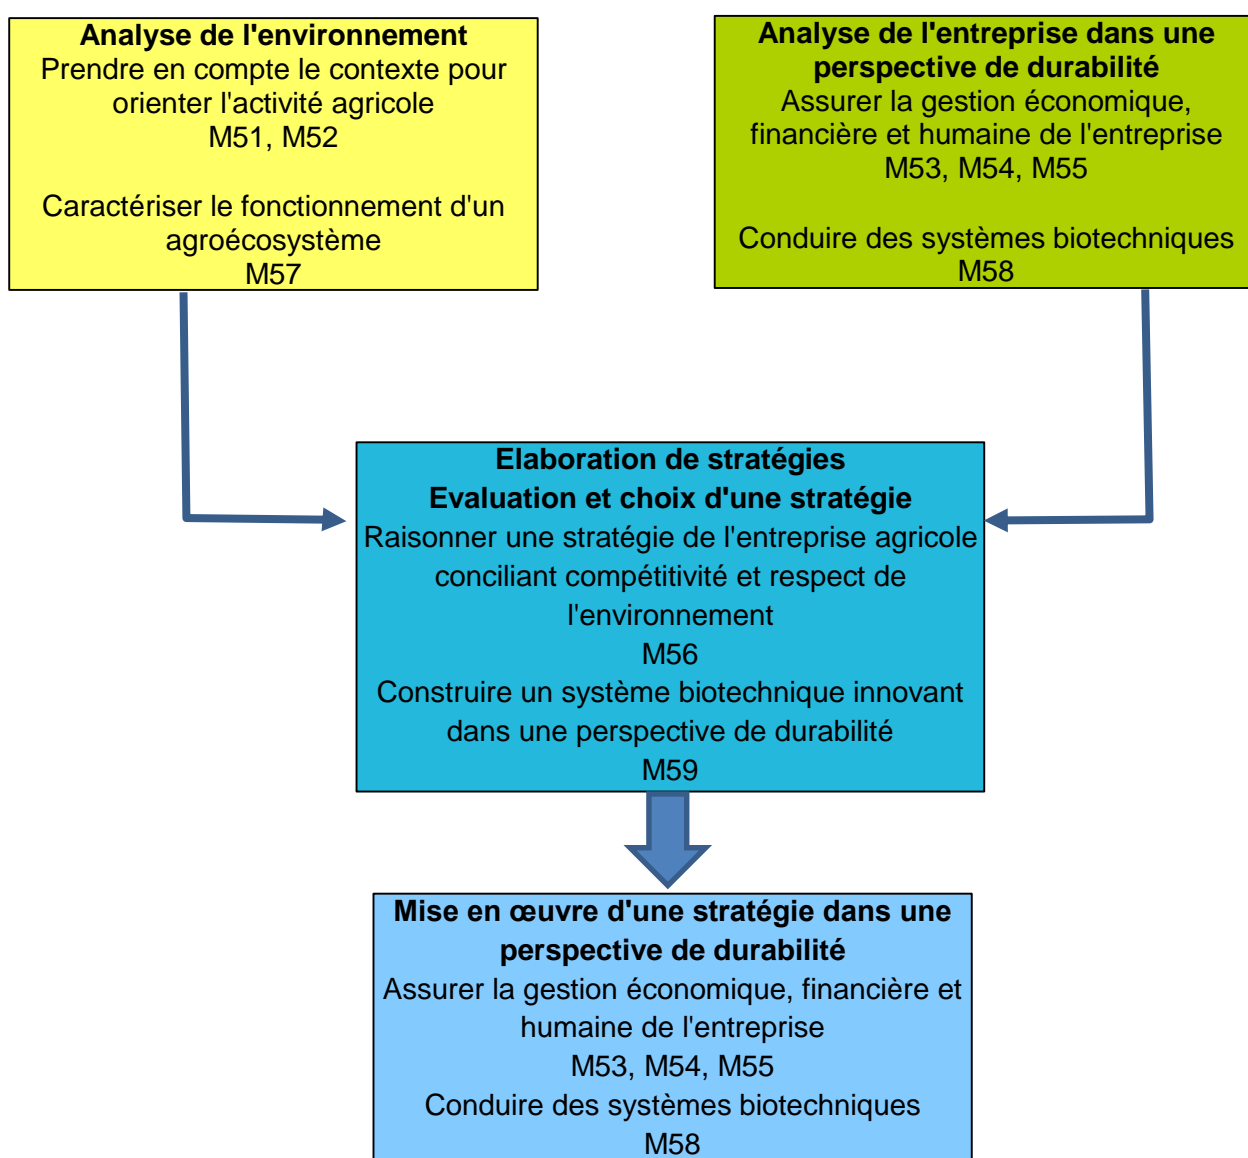 Analyse de l'environnement
Prendre en compte le contexte pour
orienter l'activité agricole
M51, M52
Caractériser le fonctionnement d'un
agroécosystème
M57
Analyse de l'entreprise dans une
perspective de durabilité
Assurer la gestion économique,
financière et humaine de l'entreprise
M53, M54, M55
Conduire des systèmes biotechniques
M58
Elaboration de stratégies
Evaluation et choix d'une stratégie
Raisonner une stratégie de l'entreprise agricole
conciliant compétitivité et respect de
l'environnement
M56
Construire un système biotechnique innovant
dans une perspective de durabilité
M59
Mise en œuvre d'une stratégie dans une
perspective de durabilité
Assurer la gestion économique, financière et
humaine de l'entreprise
M53, M54, M55
Conduire des systèmes biotechniques
M58